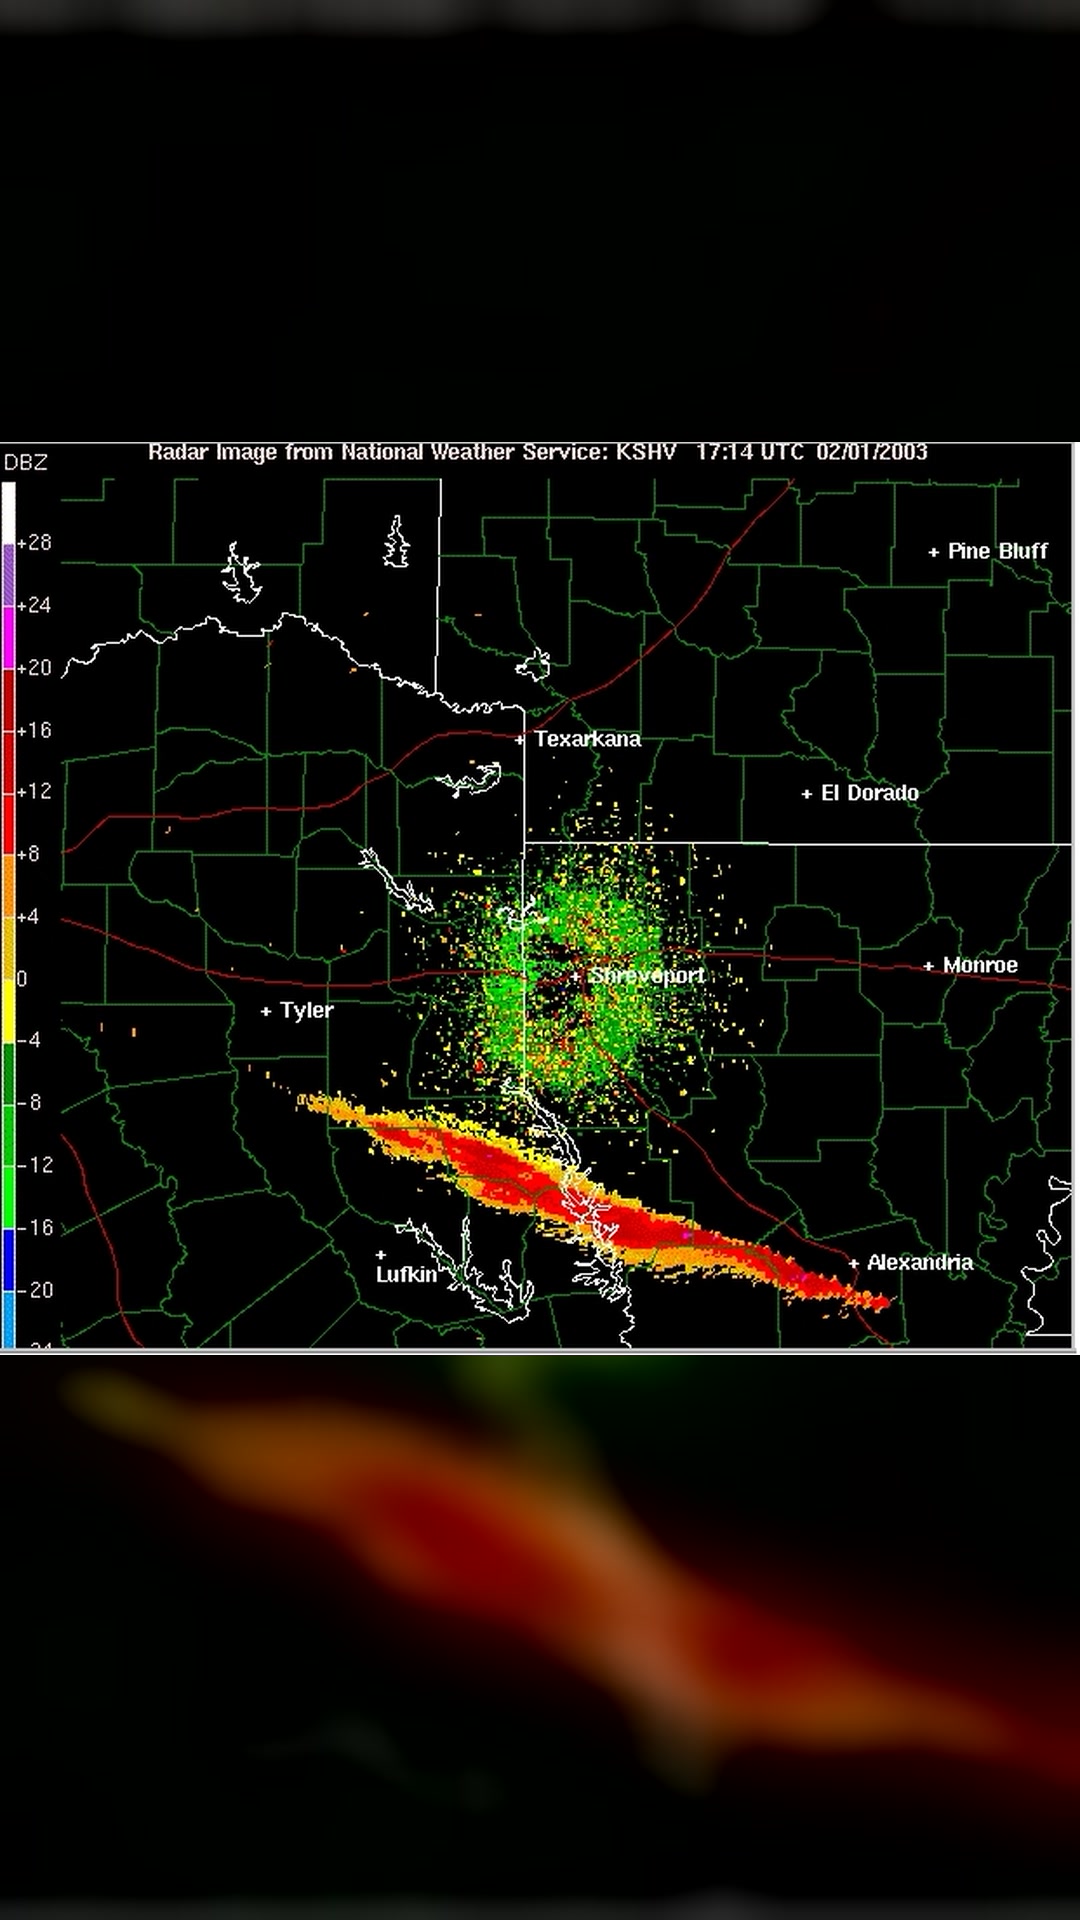 Radar Image from National Weather Service: KSHV 17:14 UTC 02/01/2003
DBZ
+28
+24
+20
+16
+12
+8
+4
0
-4
-8
-12
-16
-20
Pine Bluff
Texarkana
El Dorado
Monroe
Shreveport
Tyler
Alexandria
Lufkin